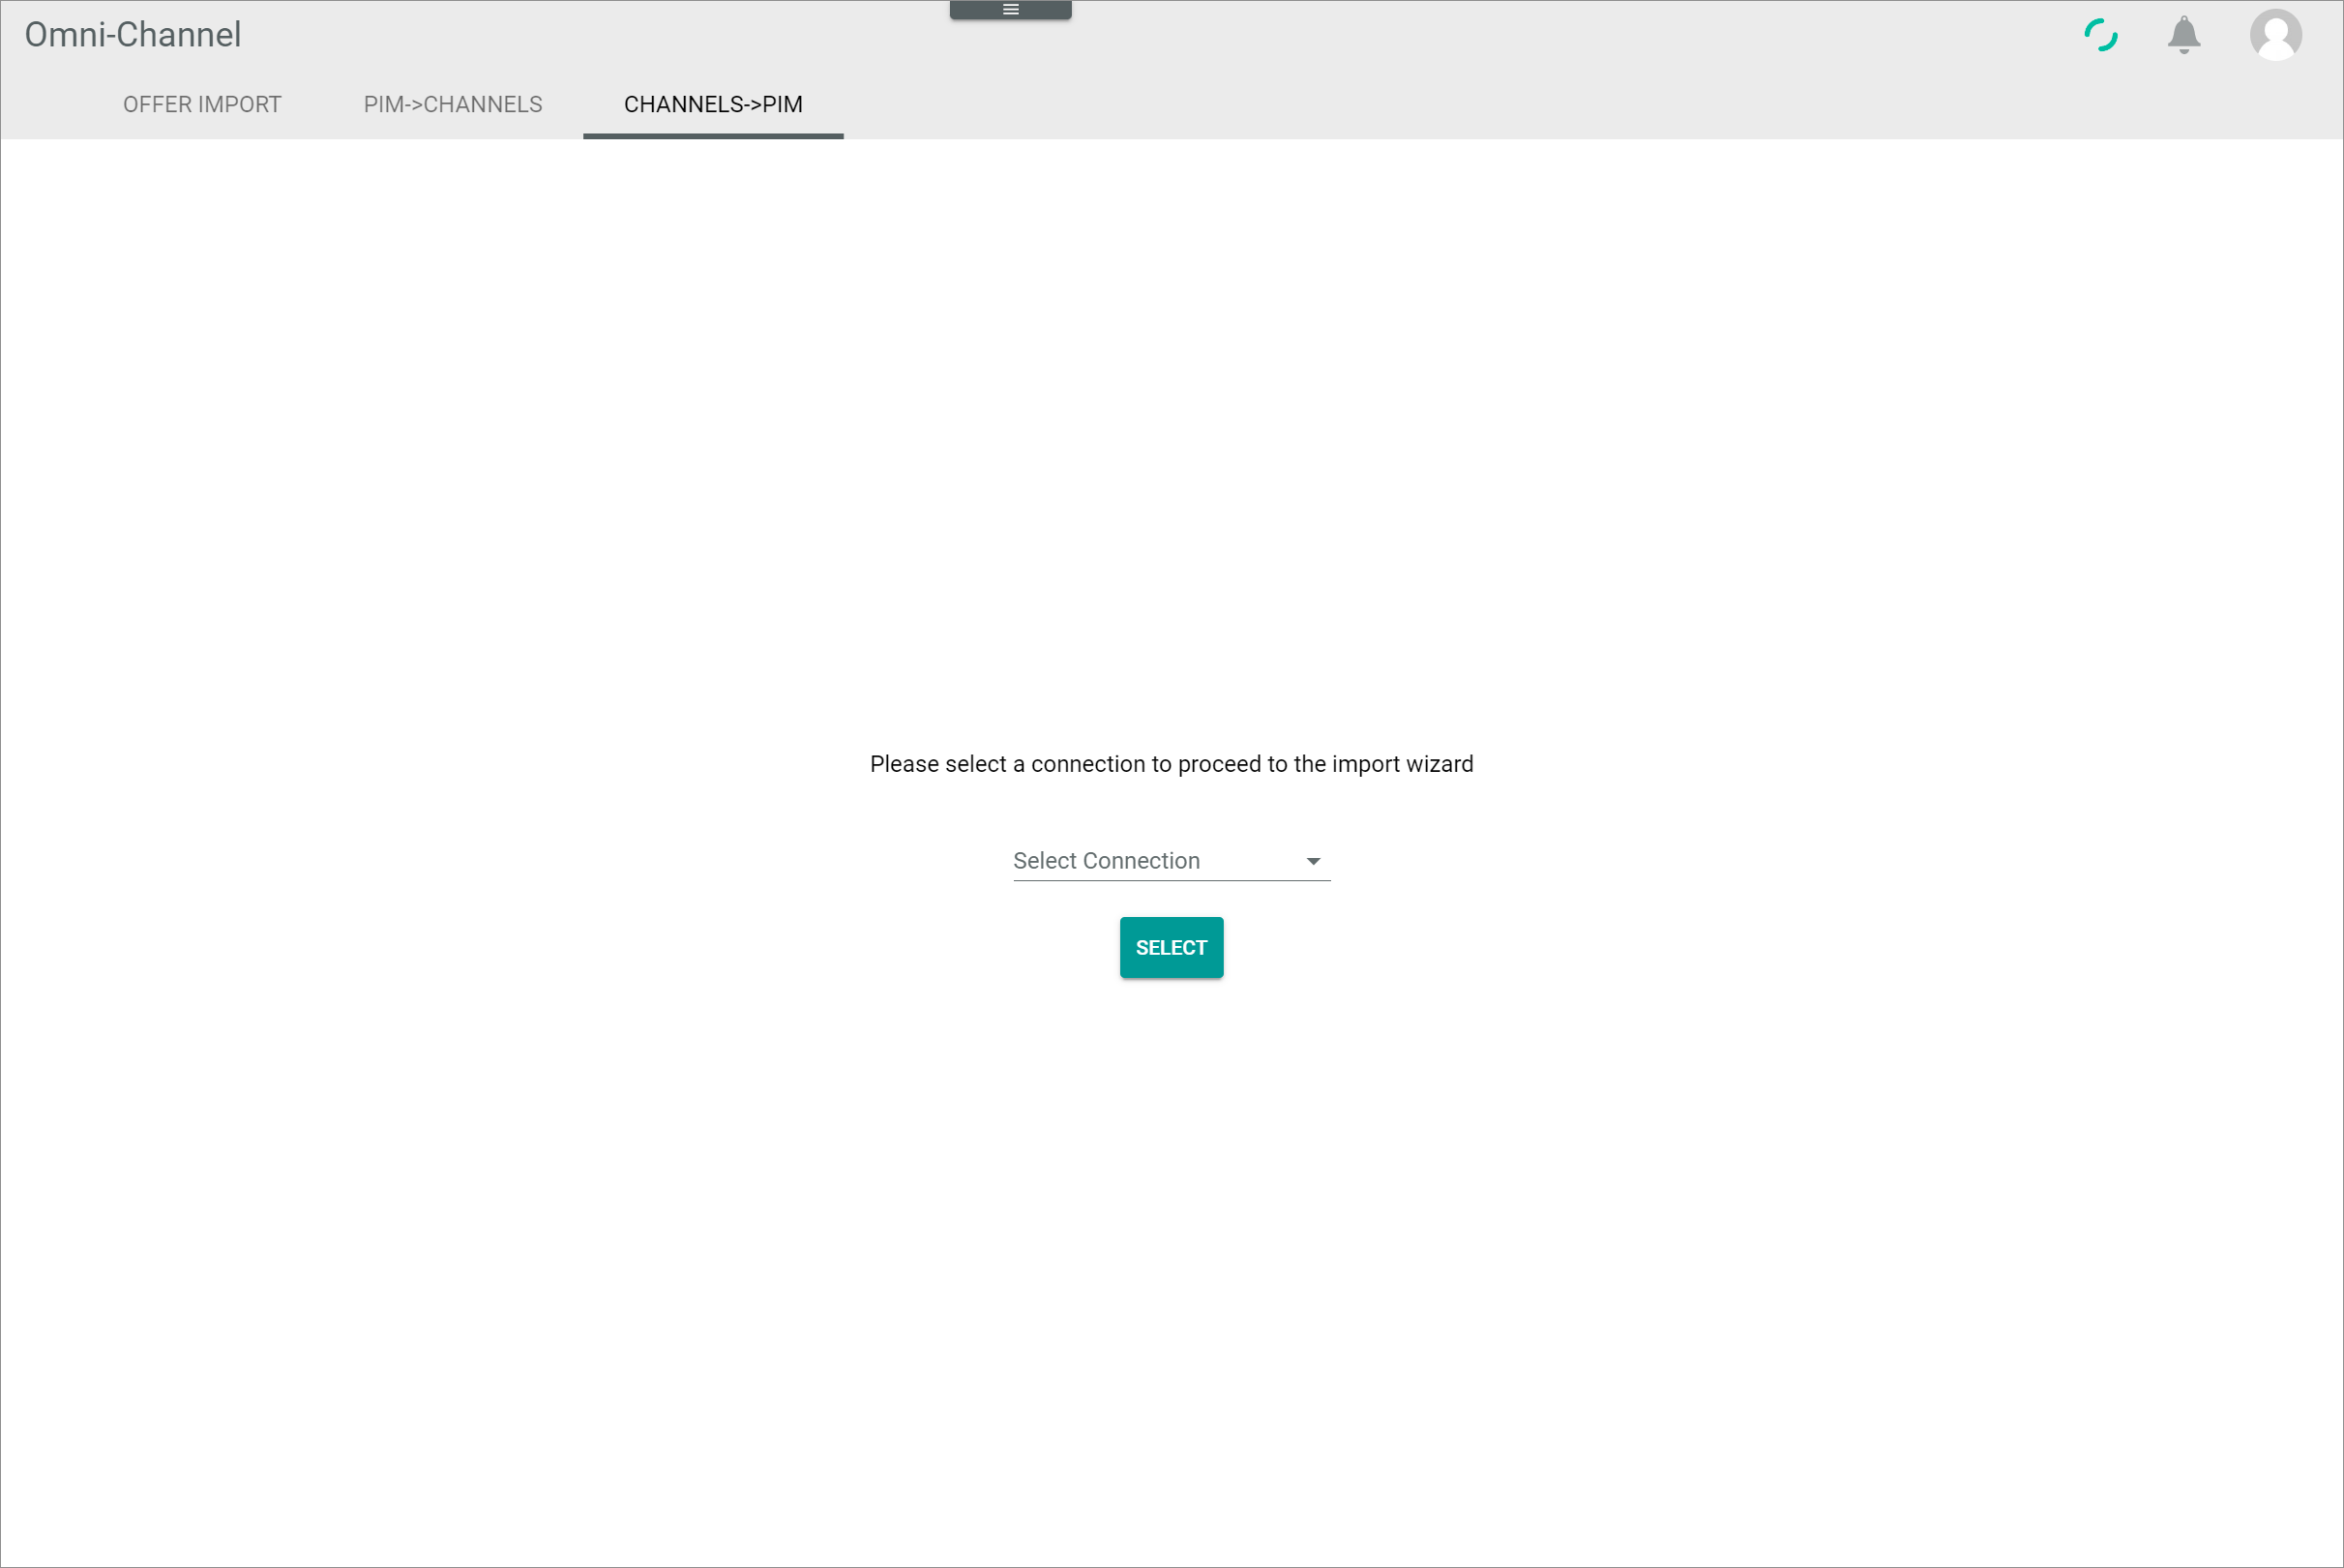 Omni-Channel
OFFER IMPORT
PIM->CHANNELS
CHANNELS->PIM
Please select a connection to proceed to the import wizard
Select Connection
SELECT